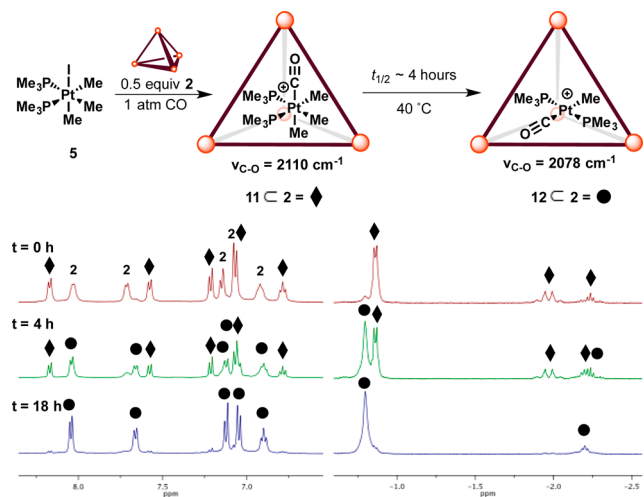 I
Me₃P Me
Pt
Me₃P Me
Me
5
0.5 equiv 2
1 atm CO
O
C
⊕
Me₃P Me
Pt
Me₃P Me
Me
νC-O = 2110 cm⁻¹
11 ⊂ 2 = ♦
t1/2 ~ 4 hours
40 °C
⊕
Me₃P Me
Pt
O≡C PMe₃
νC-O = 2078 cm⁻¹
12 ⊂ 2 = ●
t = 0 h
2 2 2 2 2
t = 4 h
t = 18 h
8.0 7.5 7.0 -1.0 -1.5 -2.0 -2.5
ppm ppm